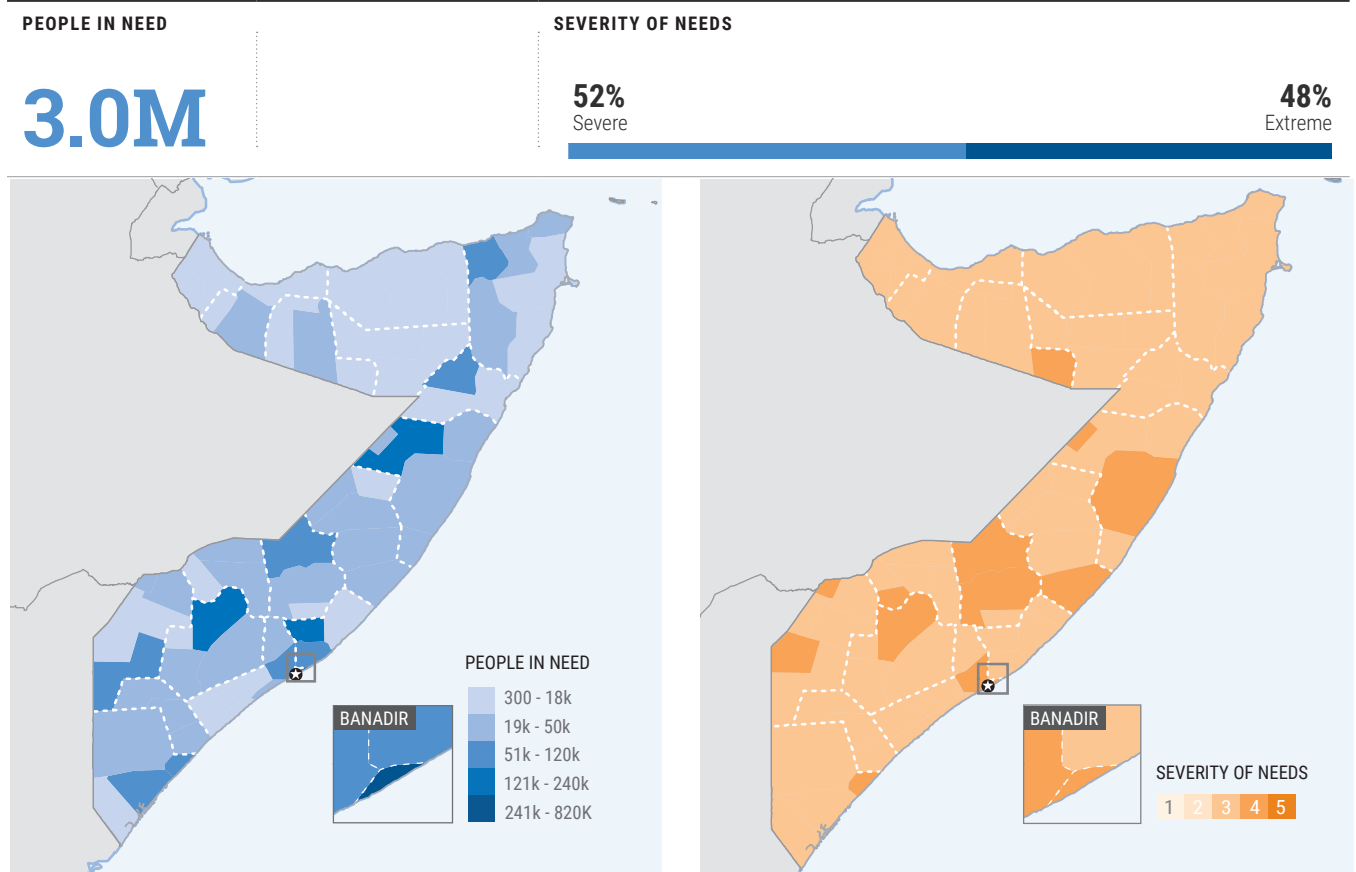 PEOPLE IN NEED
3.0M
SEVERITY OF NEEDS
52%
Severe
48%
Extreme
BANADIR
PEOPLE IN NEED
300 - 18k
19k - 50k
51k - 120k
121k - 240k
241k - 820K
BANADIR
SEVERITY OF NEEDS
1 2 3 4 5